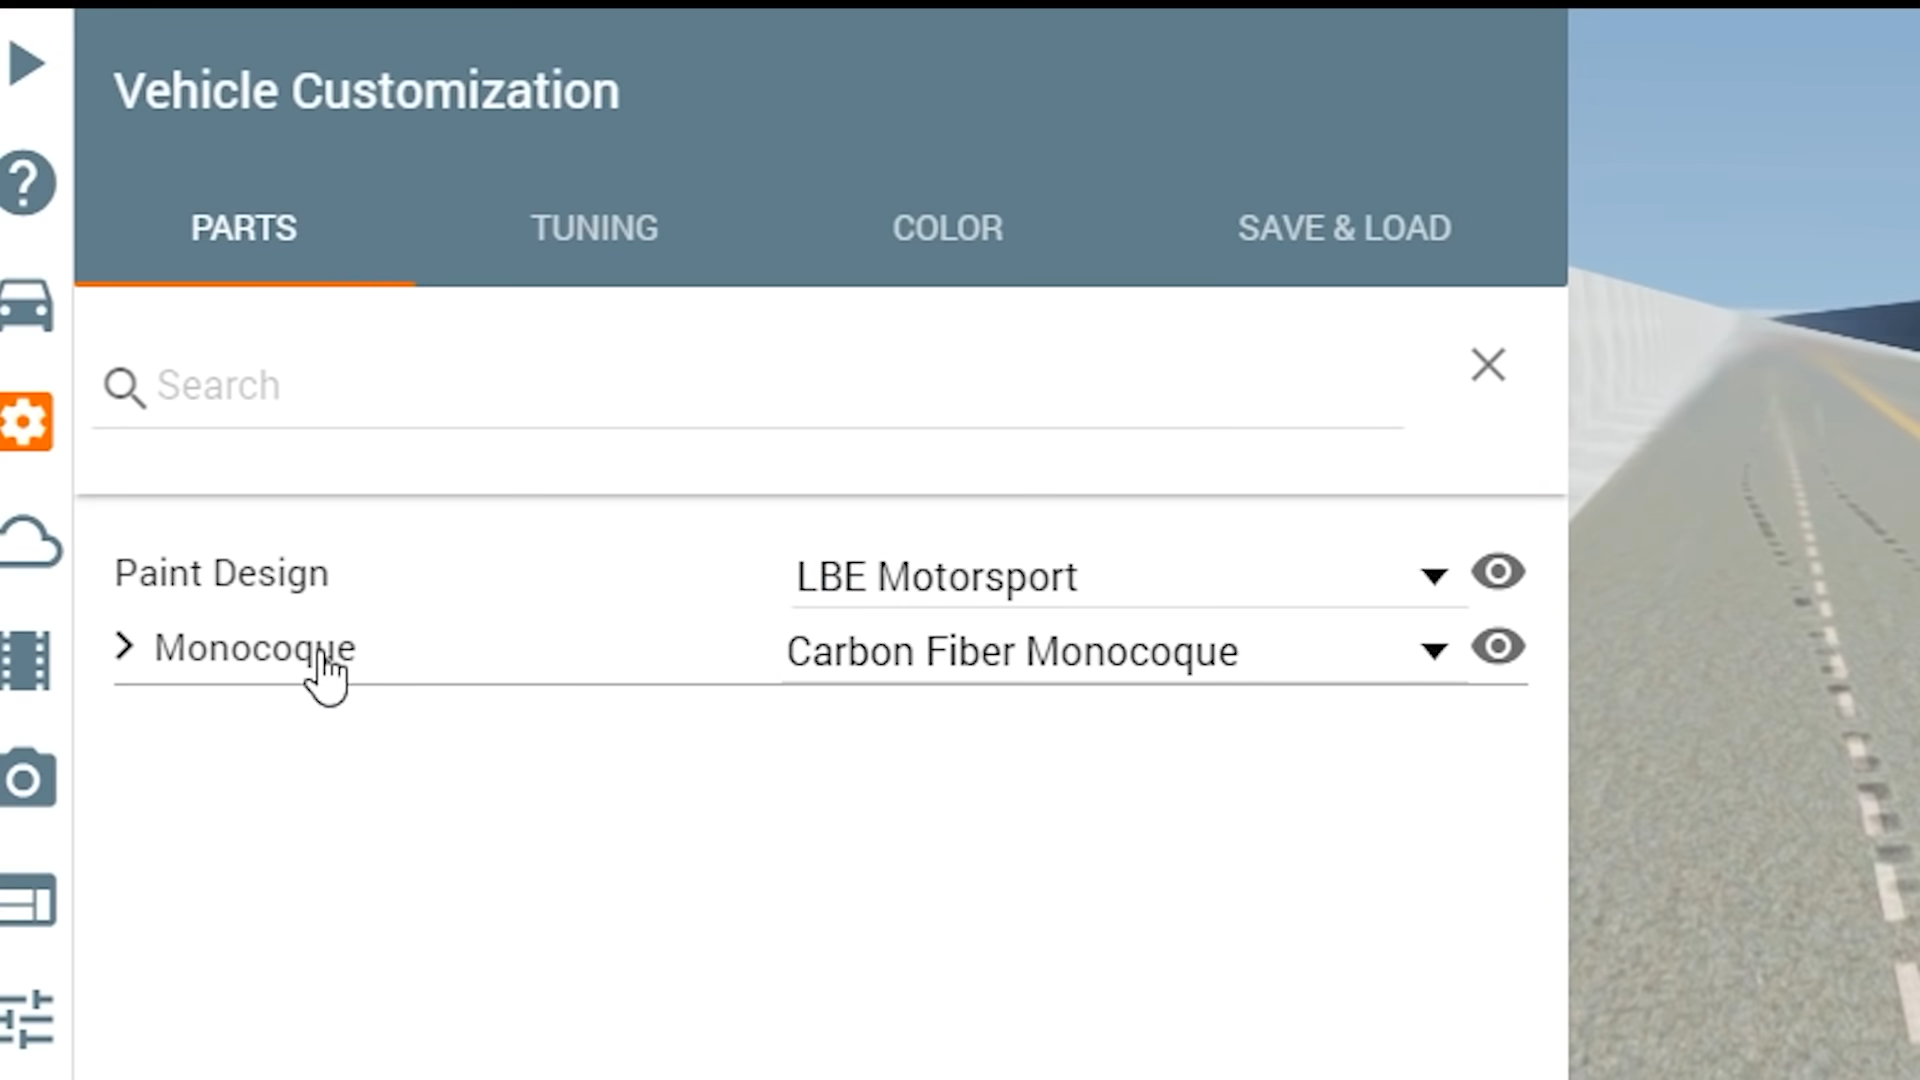 Vehicle Customization
PARTS TUNING COLOR SAVE & LOAD
Search
Paint Design LBE Motorsport
Monocoque Carbon Fiber Monocoque